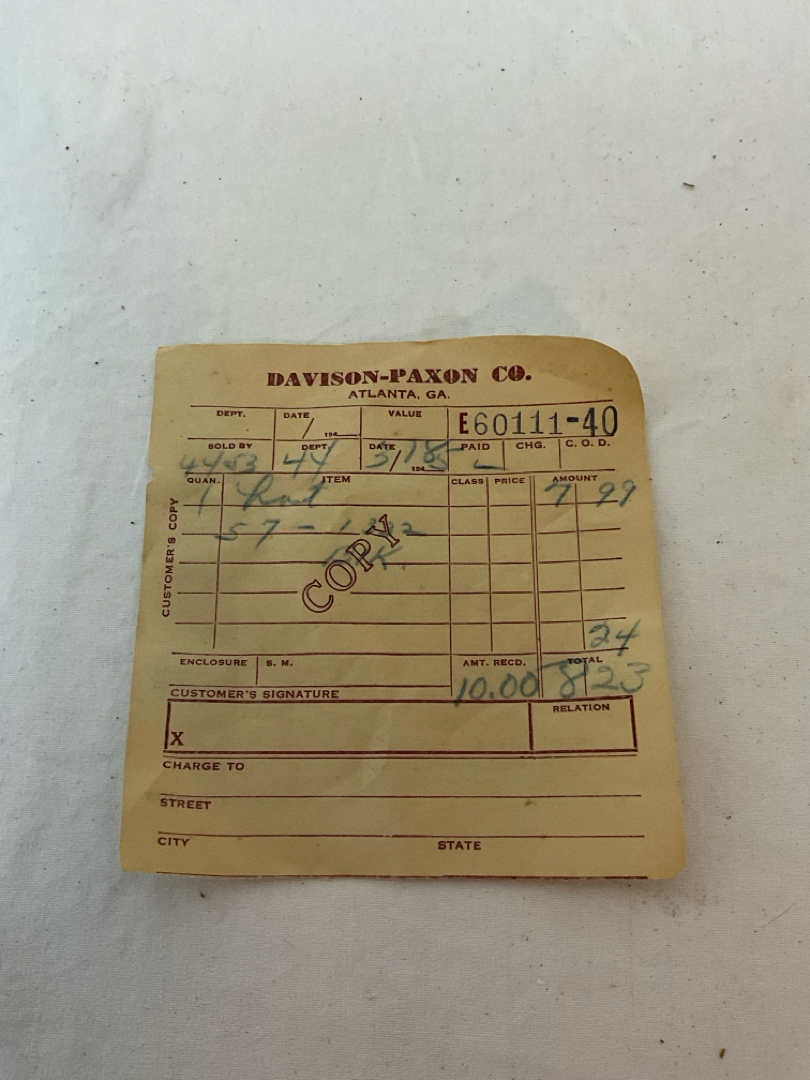 DAVISON-PAXON CO.
ATLANTA, GA.
DEPT. DATE / 194 VALUE E60111-40
SOLD BY DEPT. DATE / 194 PAID CHG. C. O. D.
4453 44 3/18
QUAN. ITEM CLASS PRICE AMOUNT
1 7 99
57 -
COPY
CUSTOMER'S COPY
24
ENCLOSURE S. M. AMT. RECD. TOTAL
10.00 8 23
CUSTOMER'S SIGNATURE
X RELATION
CHARGE TO
STREET
CITY STATE